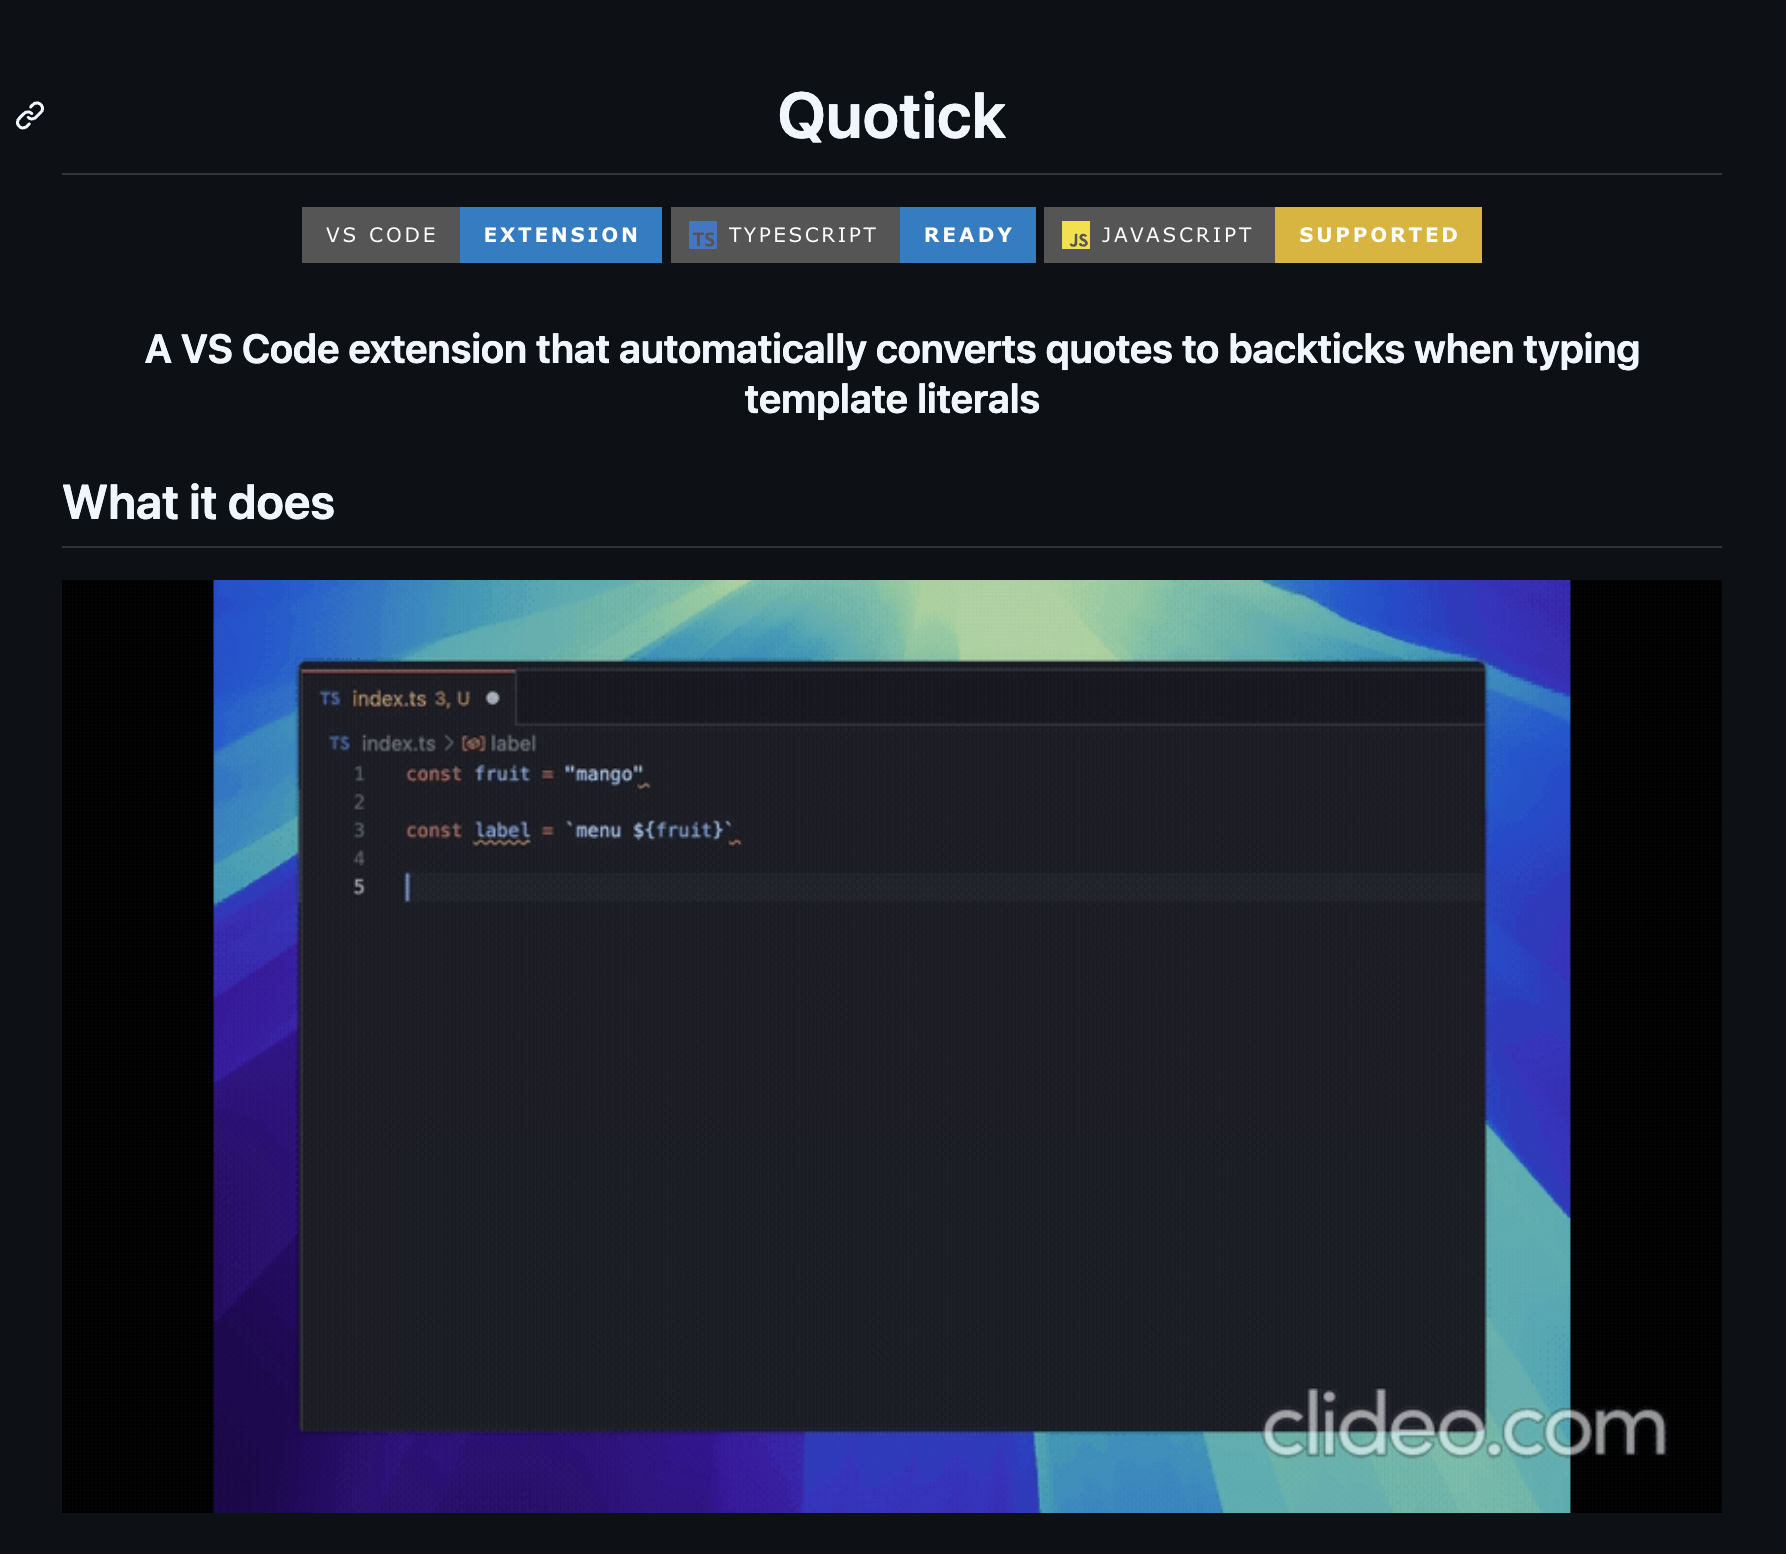 Quotick
VS CODE EXTENSION TS TYPESCRIPT READY JS JAVASCRIPT SUPPORTED
A VS Code extension that automatically converts quotes to backticks when typing
template literals
What it does
TS index.ts 3, U
TS index.ts > label
1 const fruit = "mango"
2
3 const label = `menu ${fruit}`
4
5
clideo.com